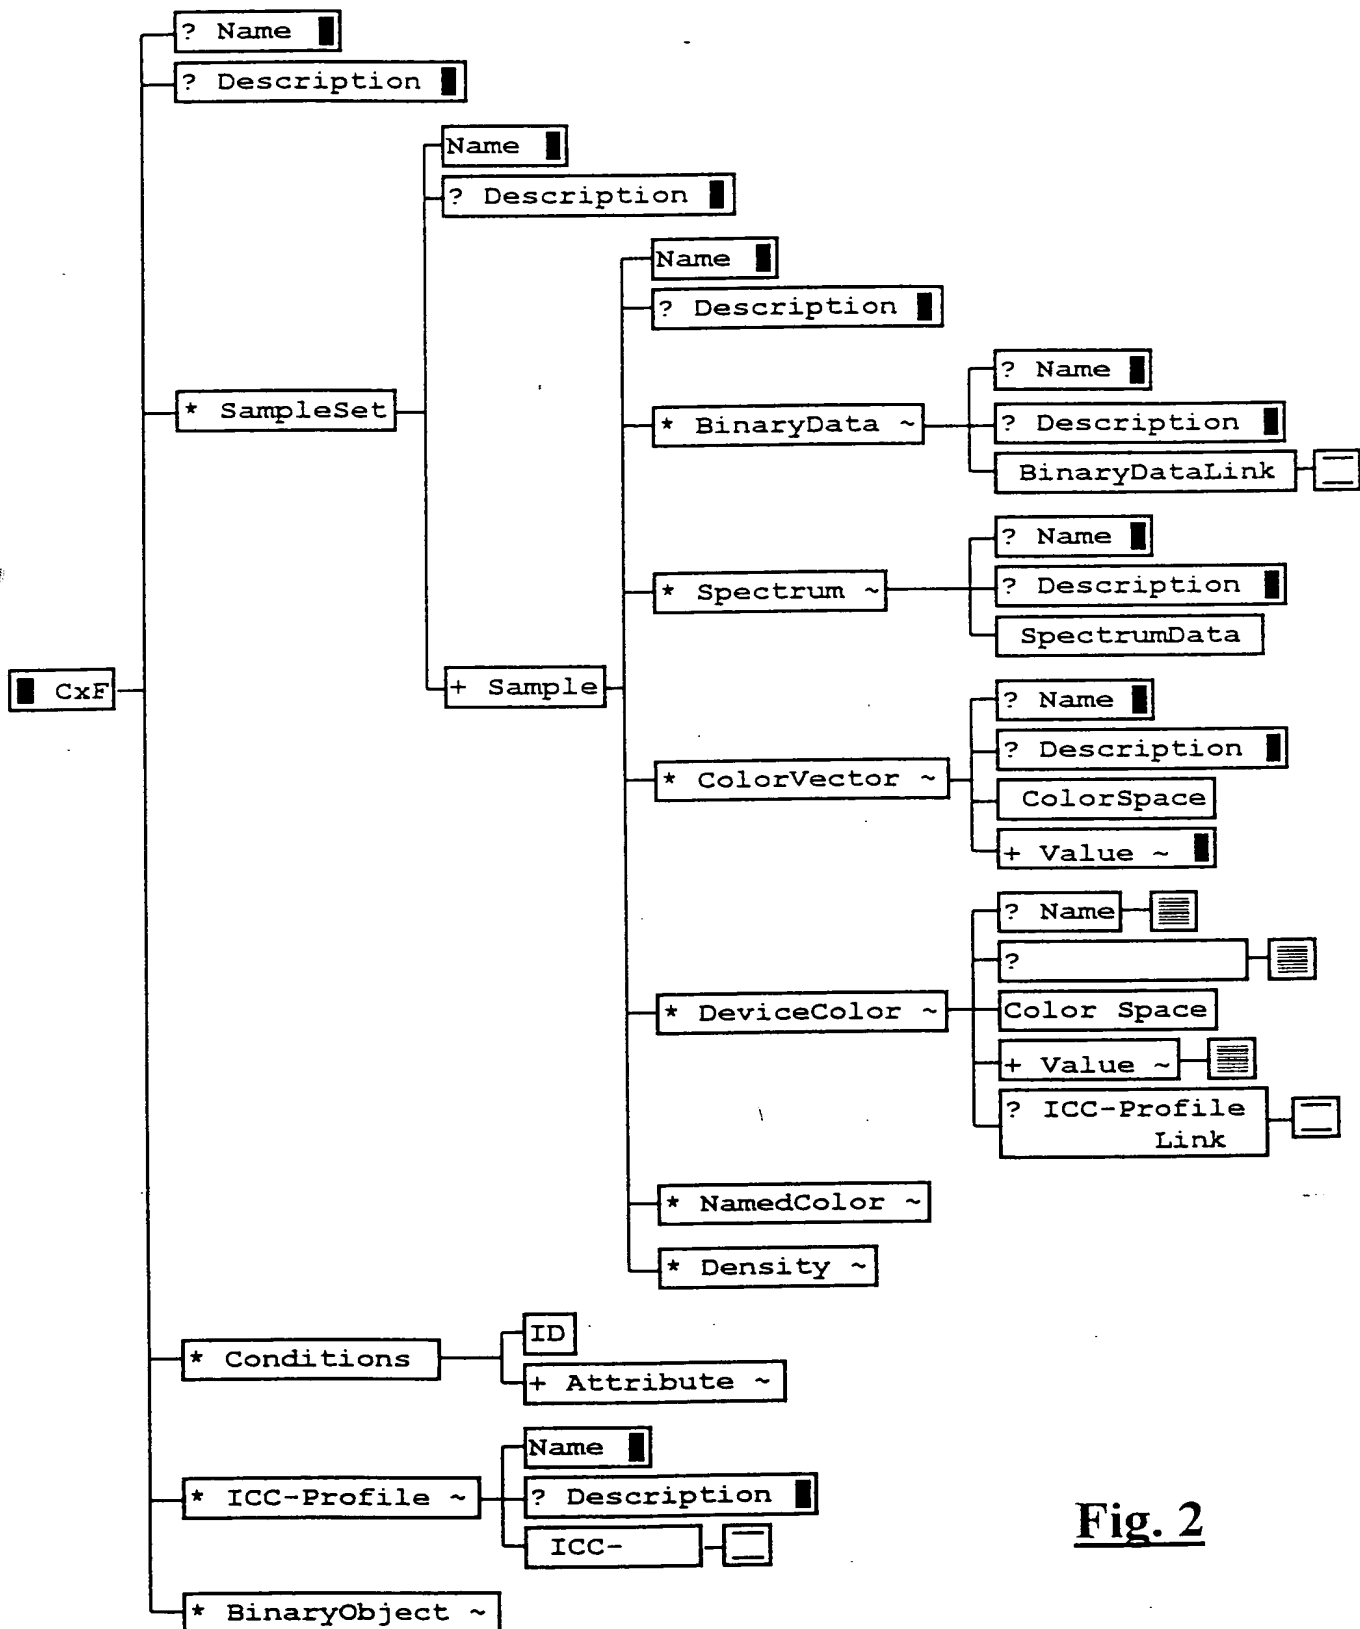 ? Name
? Description
Name
? Description
Name
? Description
? Name
* SampleSet
* BinaryData ~
? Description
BinaryDataLink
? Name
* Spectrum ~
? Description
SpectrumData
CxF
+ Sample
? Name
? Description
* ColorVector ~
ColorSpace
+ Value ~
? Name
?
* DeviceColor ~
Color Space
+ Value ~
? ICC-Profile
Link
* NamedColor ~
* Density ~
ID
* Conditions
+ Attribute ~
Name
* ICC-Profile ~
? Description
ICC-
Fig. 2
* BinaryObject ~